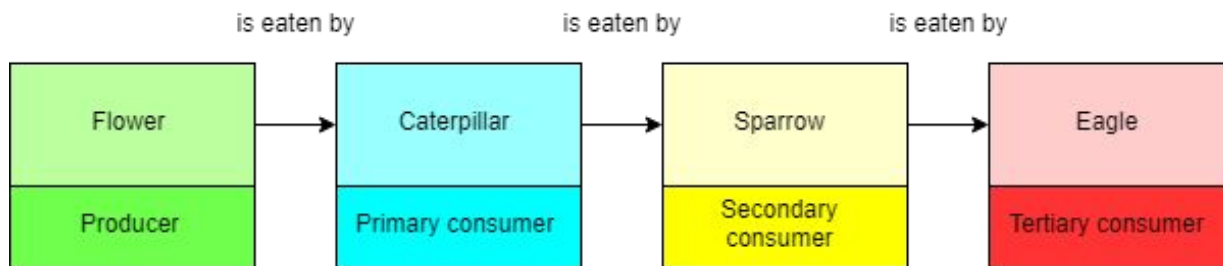 is eaten by
is eaten by
is eaten by
Flower
Caterpillar
Sparrow
Eagle
Producer
Primary consumer
Secondary
consumer
Tertiary consumer